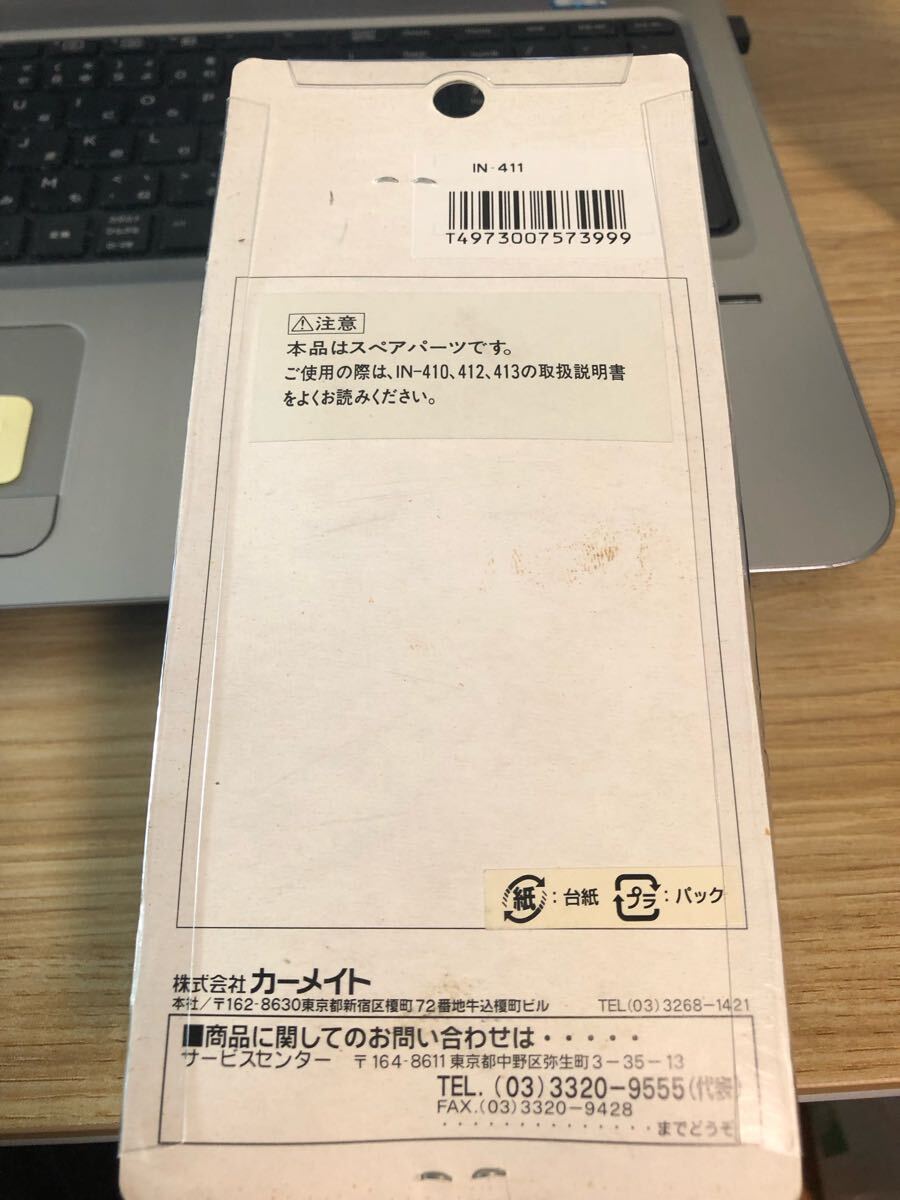 IN-411
T4973007573999
⚠注意
本品はスペアパーツです。
ご使用の際は、IN-410、412、413の取扱説明書
をよくお読みください。
紙：台紙 プラ：パック
株式会社 カーメイト
本社／〒162-8630東京都新宿区榎町72番地牛込榎町ビル TEL(03)3268-1421
■商品に関してのお問い合わせは・・・・・
サービスセンター 〒164-8611東京都中野区弥生町3-35-13
TEL. (03)3320-9555(代表)
FAX.(03)3320-9428
・・・・・・・・・・・・・・・までどうぞ